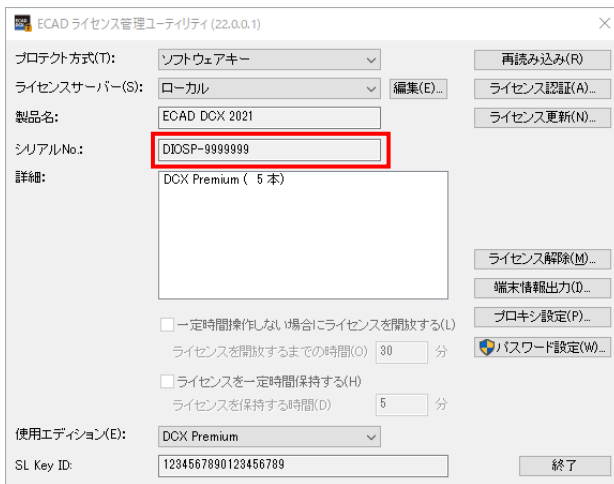 ECAD ライセンス管理ユーティリティ (22.0.0.1)
プロテクト方式(T): ソフトウェアキー 再読み込み(R)
ライセンスサーバー(S): ローカル 編集(E)... ライセンス認証(A)...
製品名: ECAD DCX 2021 ライセンス更新(N)...
シリアルNo.: DIOSP-9999999
詳細: DCX Premium ( 5 本)
ライセンス解除(M)...
端末情報出力(I)...
プロキシ設定(P)...
パスワード設定(W)...
一定時間操作しない場合にライセンスを開放する(L)
ライセンスを開放するまでの時間(O) 30 分
ライセンスを一定時間保持する(H)
ライセンスを保持する時間(D) 5 分
使用エディション(E): DCX Premium
SL Key ID: 1234567890123456789 終了